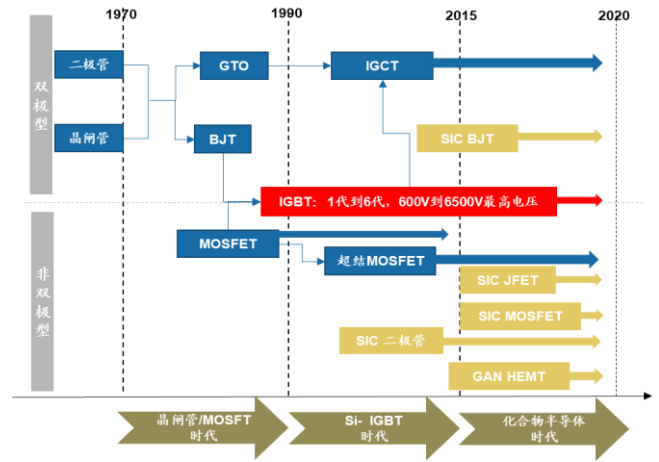 1970
1990
2015
2020
双极型
二极管
GTO
IGCT
晶闸管
BJT
SIC BJT
IGBT: 1代到6代，600V到6500V最高电压
非双极型
MOSFET
超结MOSFET
SIC JFET
SIC MOSFET
SIC 二极管
GAN HEMT
晶闸管/MOSFT
时代
Si- IGBT
时代
化合物半导体
时代